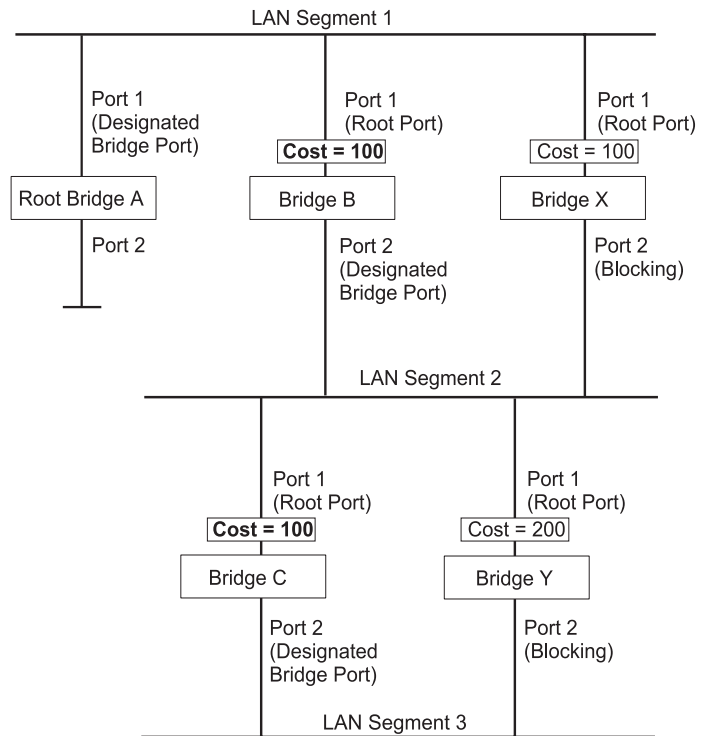 LAN Segment 1
Port 1
(Designated
Bridge Port)
Port 1
(Root Port)
Port 1
(Root Port)
Cost = 100
Cost = 100
Root Bridge A
Bridge B
Bridge X
Port 2
Port 2
(Designated
Bridge Port)
Port 2
(Blocking)
LAN Segment 2
Port 1
(Root Port)
Port 1
(Root Port)
Cost = 100
Cost = 200
Bridge C
Bridge Y
Port 2
(Designated
Bridge Port)
Port 2
(Blocking)
LAN Segment 3